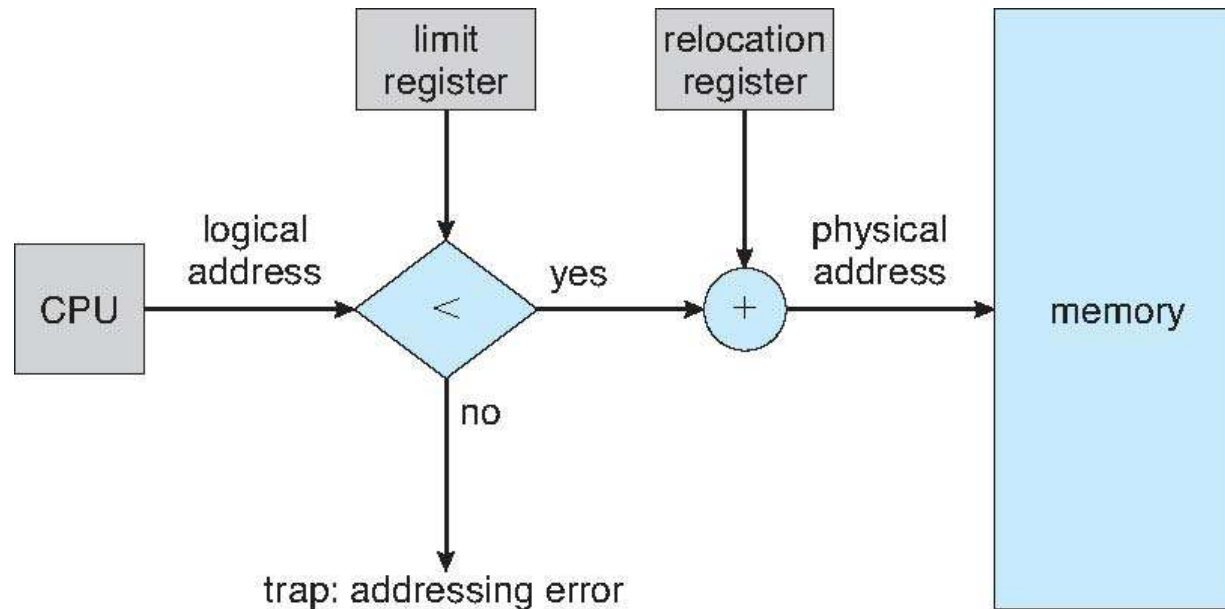 limit
register
relocation
register
logical
address
physical
address
CPU
<
yes
+
memory
no
trap: addressing error